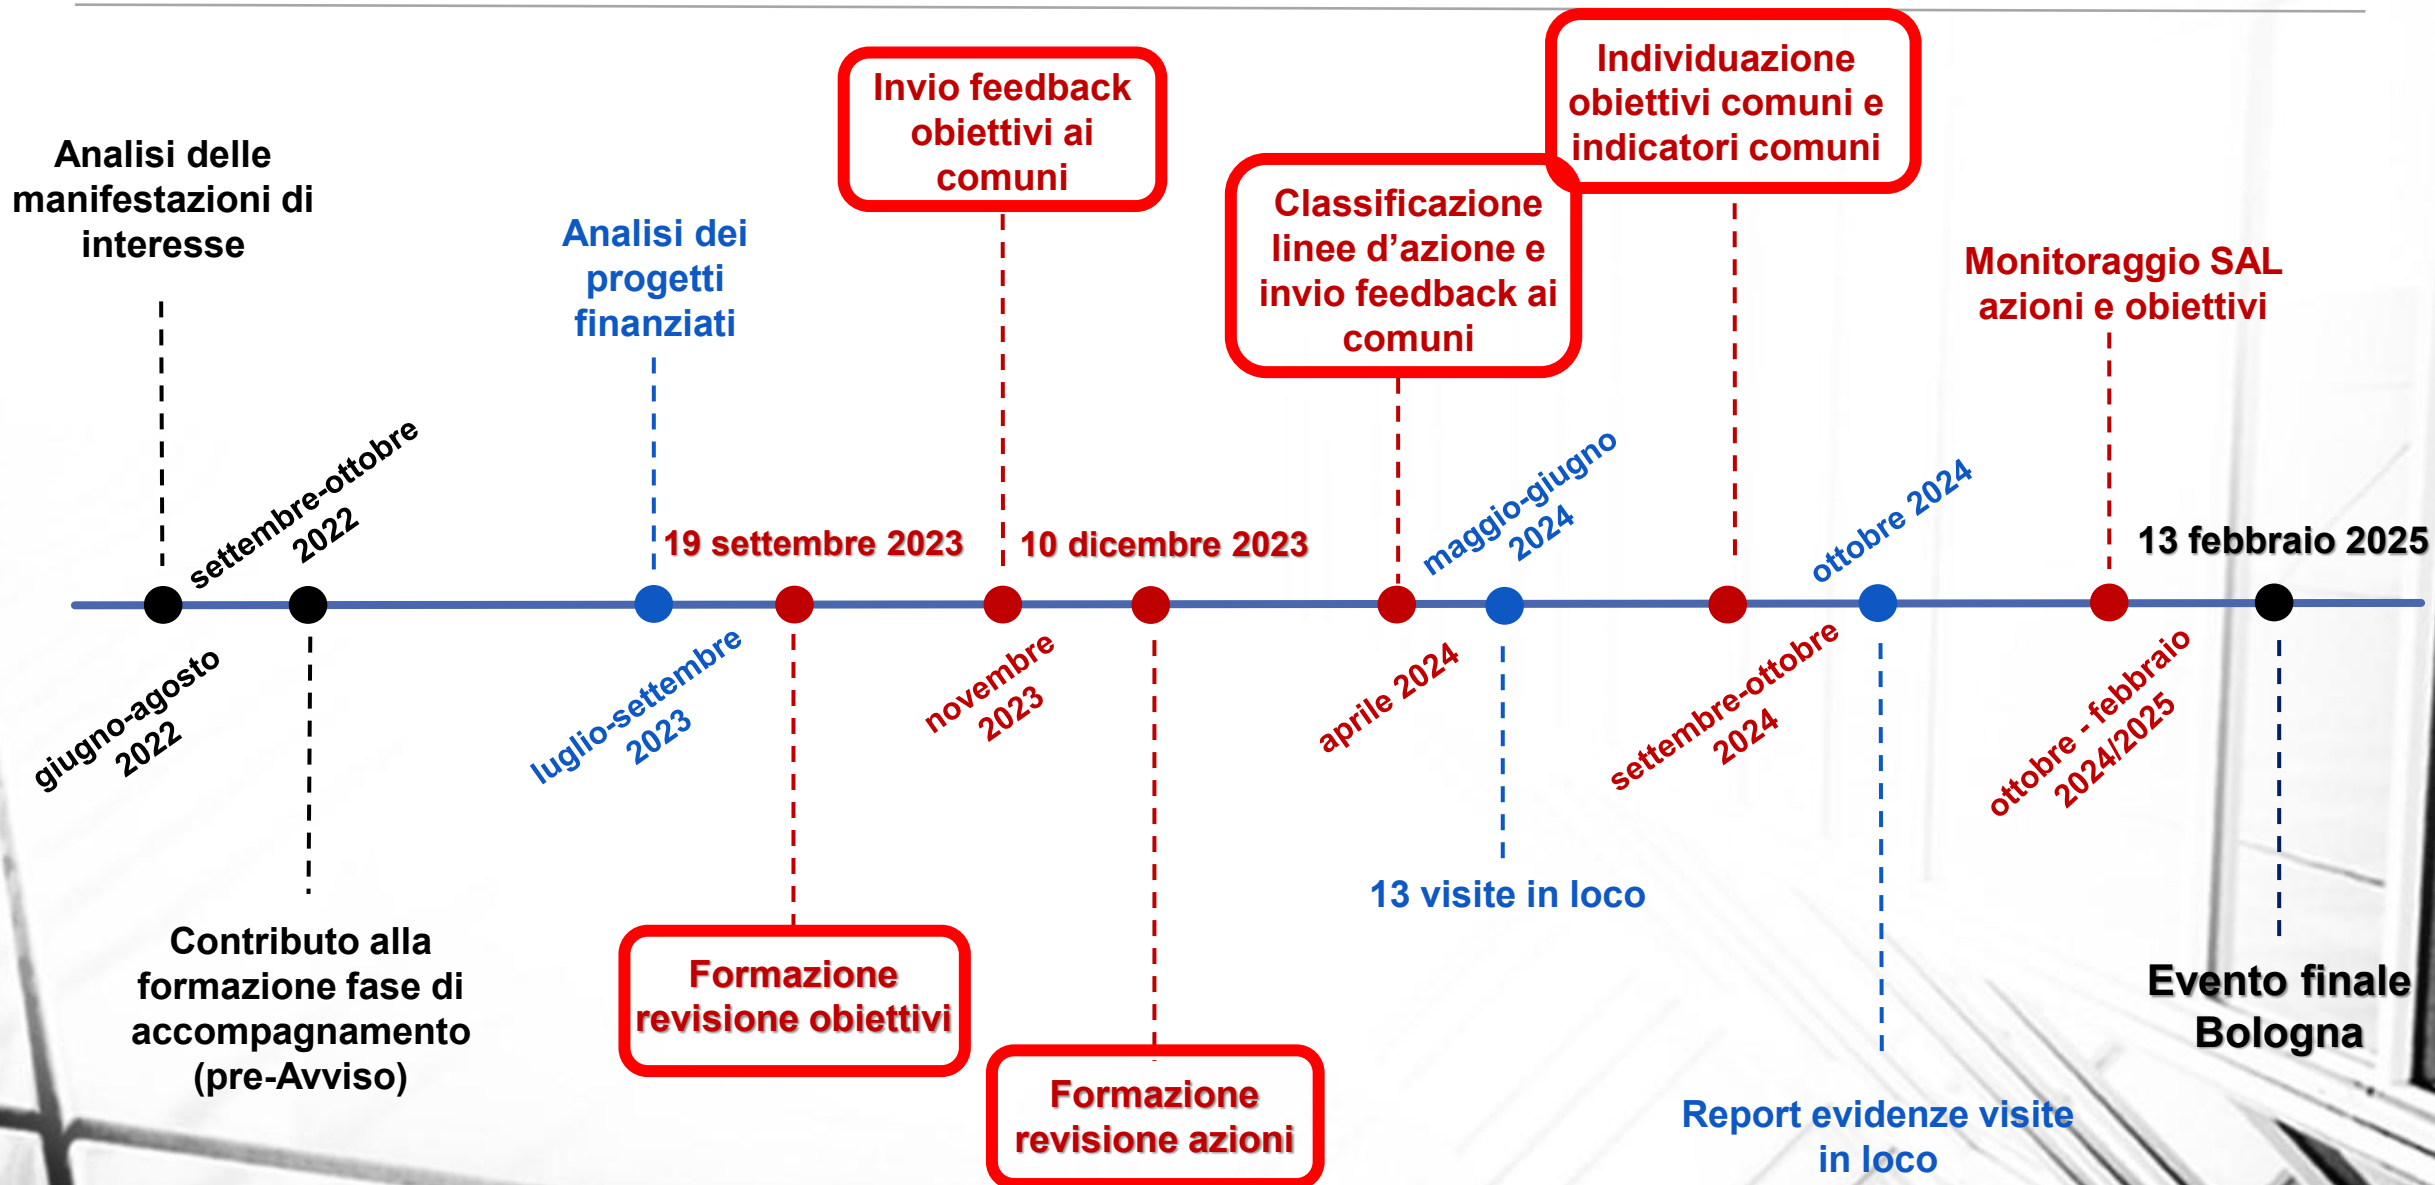 Analisi delle
manifestazioni di
interesse
Analisi dei
progetti
finanziati
Invio feedback
obiettivi ai
comuni
Classificazione
linee d’azione e
invio feedback ai
comuni
Individuazione
obiettivi comuni e
indicatori comuni
Monitoraggio SAL
azioni e obiettivi
settembre-ottobre
2022
19 settembre 2023
10 dicembre 2023
maggio-giugno
2024
ottobre 2024
13 febbraio 2025
giugno-agosto
2022
luglio-settembre
2023
novembre
2023
aprile 2024
settembre-ottobre
2024
ottobre - febbraio
2024/2025
Contributo alla
formazione fase di
accompagnamento
(pre-Avviso)
Formazione
revisione obiettivi
Formazione
revisione azioni
13 visite in loco
Report evidenze visite
in loco
Evento finale
Bologna